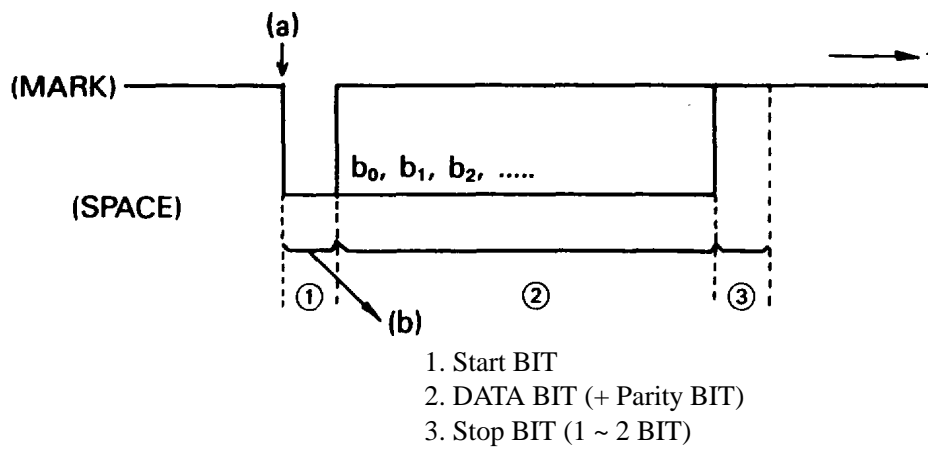 (a)
(MARK)
b₀, b₁, b₂, .....
(SPACE)
① ② ③
(b)
1. Start BIT
2. DATA BIT (+ Parity BIT)
3. Stop BIT (1 ~ 2 BIT)